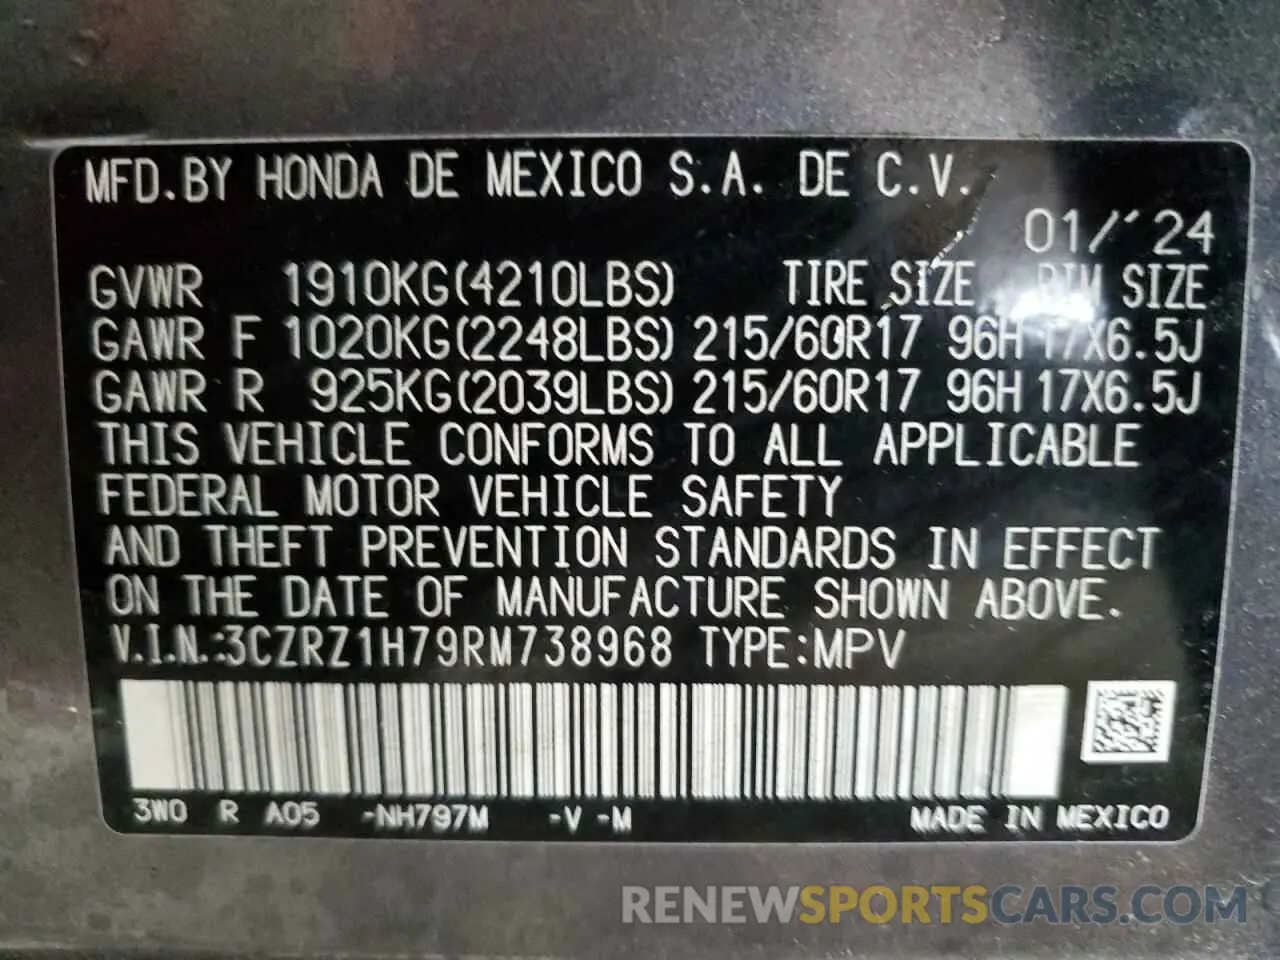 MFD.BY HONDA DE MEXICO S.A. DE C.V.
01/'24
GVWR 1910KG(4210LBS) TIRE SIZE RIM SIZE
GAWR F 1020KG(2248LBS) 215/60R17 96H 17X6.5J
GAWR R 925KG(2039LBS) 215/60R17 96H 17X6.5J
THIS VEHICLE CONFORMS TO ALL APPLICABLE
FEDERAL MOTOR VEHICLE SAFETY
AND THEFT PREVENTION STANDARDS IN EFFECT
ON THE DATE OF MANUFACTURE SHOWN ABOVE.
V.I.N.:3CZRZ1H79RM738968 TYPE:MPV
3W0 R A05 -NH797M -V -M MADE IN MEXICO
RENEWSPORTSCARS.COM